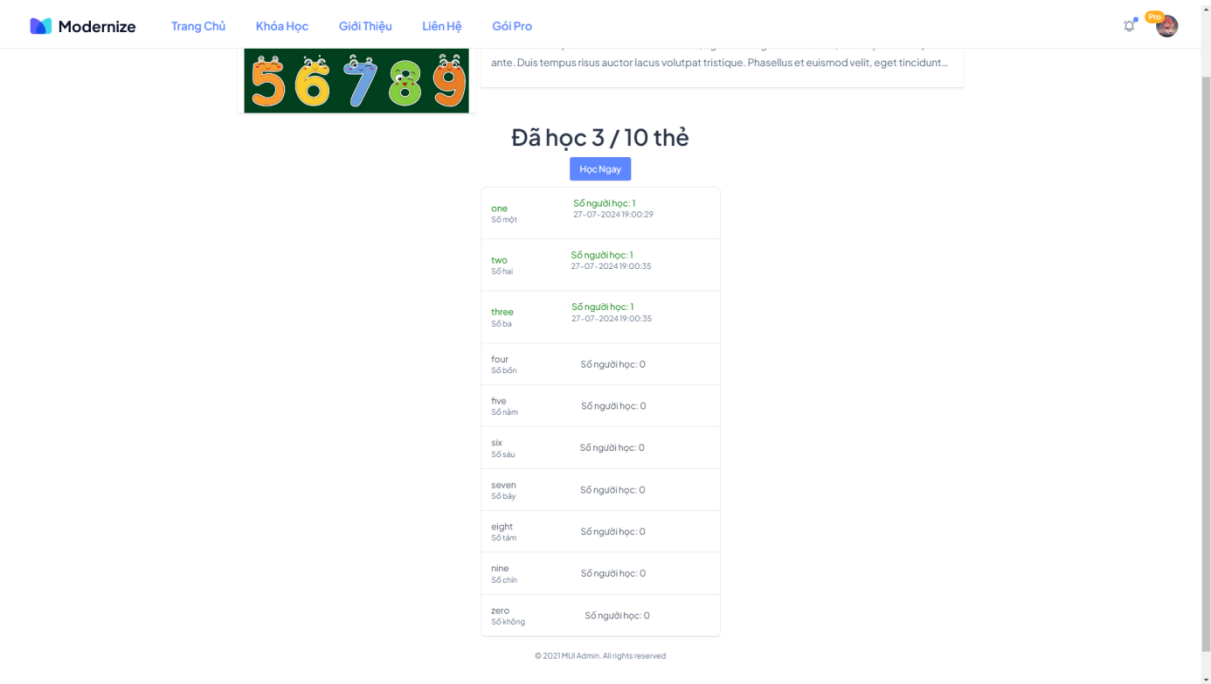 Modernize
Trang Chủ
Khóa Học
Giới Thiệu
Liên Hệ
Gói Pro
Pro
5 6 7 8 9
ante. Duis tempus risus auctor lacus volutpat tristique. Phasellus et euismod velit, eget tincidunt…
Đã học 3 / 10 thẻ
Học Ngay
one
Số một
Số người học: 1
27-07-2024 19:00:29
two
Số hai
Số người học: 1
27-07-2024 19:00:35
three
Số ba
Số người học: 1
27-07-2024 19:00:35
four
Số bốn
Số người học: 0
five
Số năm
Số người học: 0
six
Số sáu
Số người học: 0
seven
Số bảy
Số người học: 0
eight
Số tám
Số người học: 0
nine
Số chín
Số người học: 0
zero
Số không
Số người học: 0
© 2021 MUI Admin. All rights reserved